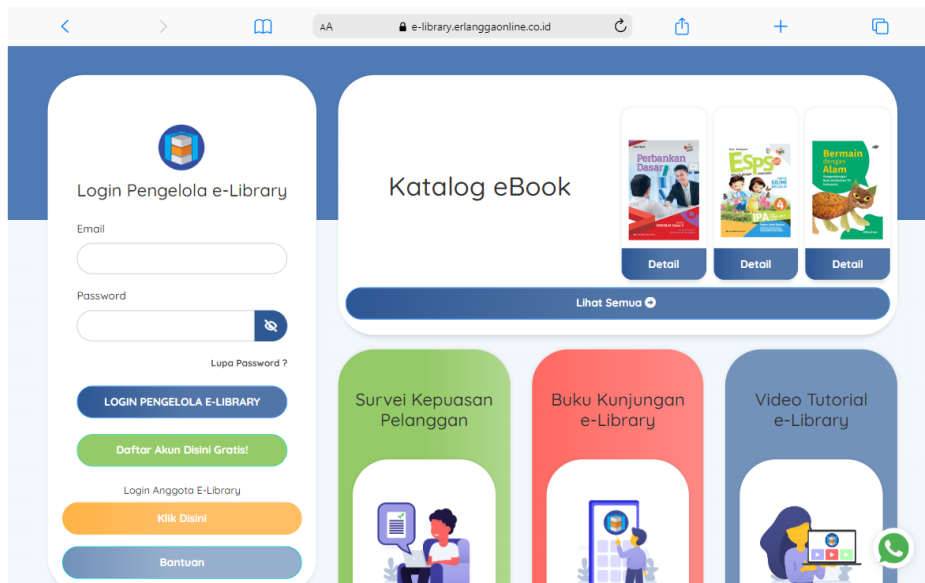 AA e-library.erlanggaonline.co.id
Login Pengelola e-Library
Email
Password
Lupa Password ?
LOGIN PENGELOLA E-LIBRARY
Daftar Akun Disini Gratis!
Login Anggota E-Library
Klik Disini
Bantuan
Katalog eBook
Perbankan
Dasar
Detail
ESPS
IPA
4
Detail
Bermain
dengan
Alam
Detail
Lihat Semua
Survei Kepuasan
Pelanggan
Buku Kunjungan
e-Library
Video Tutorial
e-Library